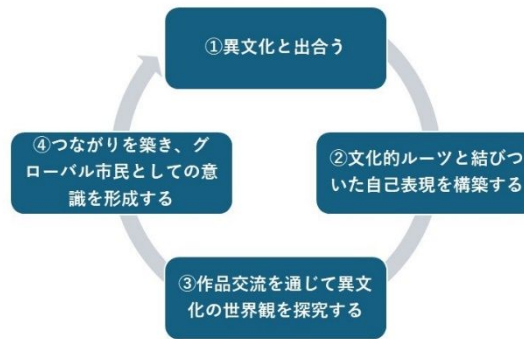 ①異文化と出合う
②文化的ルーツと結びつ
いた自己表現を構築する
③作品交流を通じて異文
化の世界観を探究する
④つながりを築き、グ
ローバル市民としての意
識を形成する